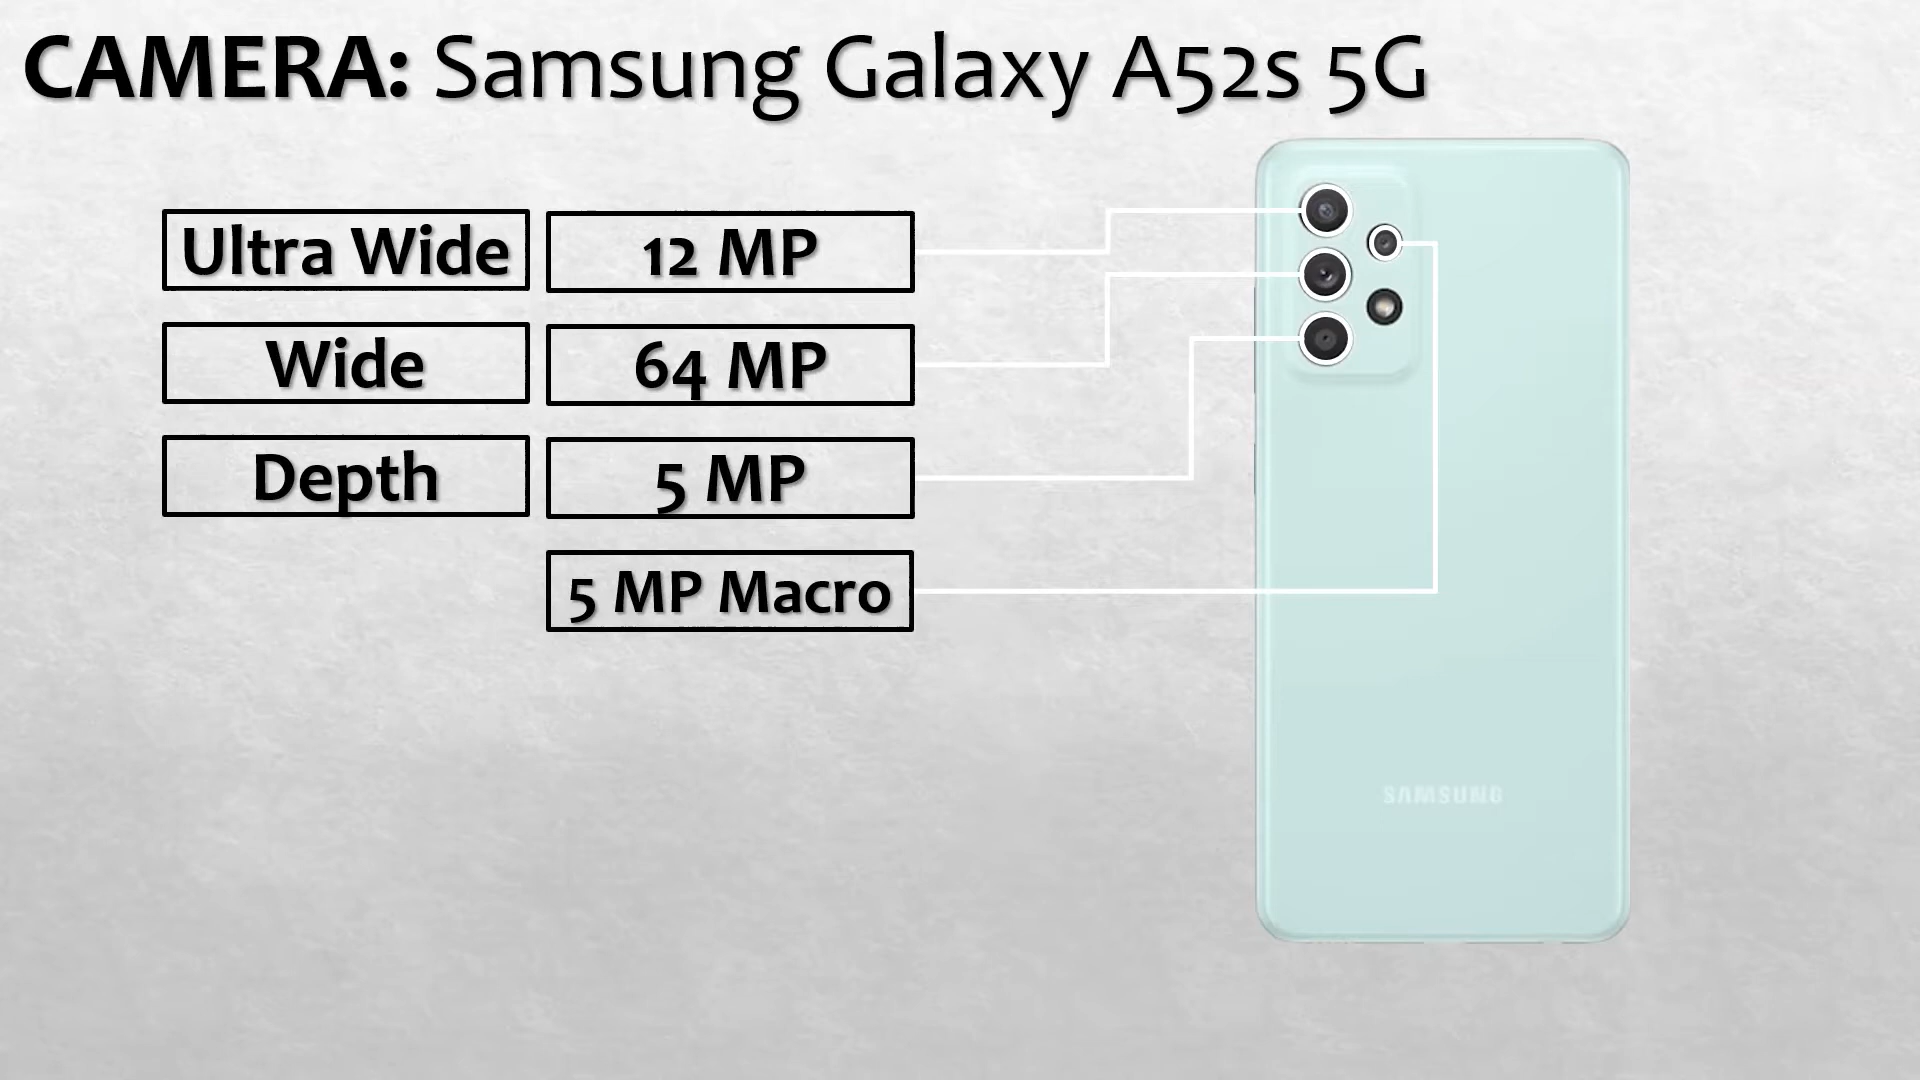 CAMERA: Samsung Galaxy A52s 5G
Ultra Wide 12 MP
Wide 64 MP
Depth 5 MP
5 MP Macro
SAMSUNG